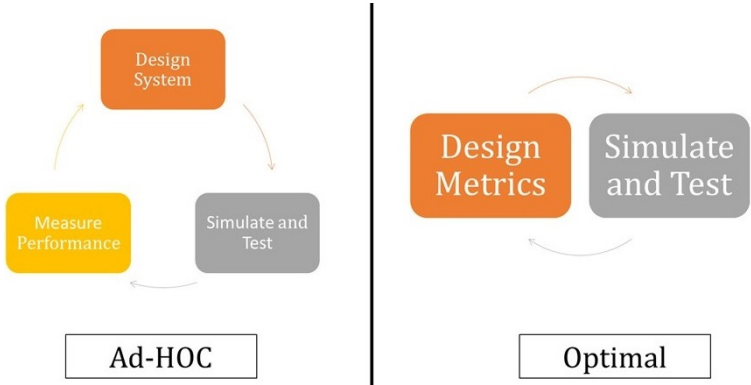 Design
System
Measure
Performance
Simulate and
Test
Ad-HOC
Design
Metrics
Simulate
and Test
Optimal